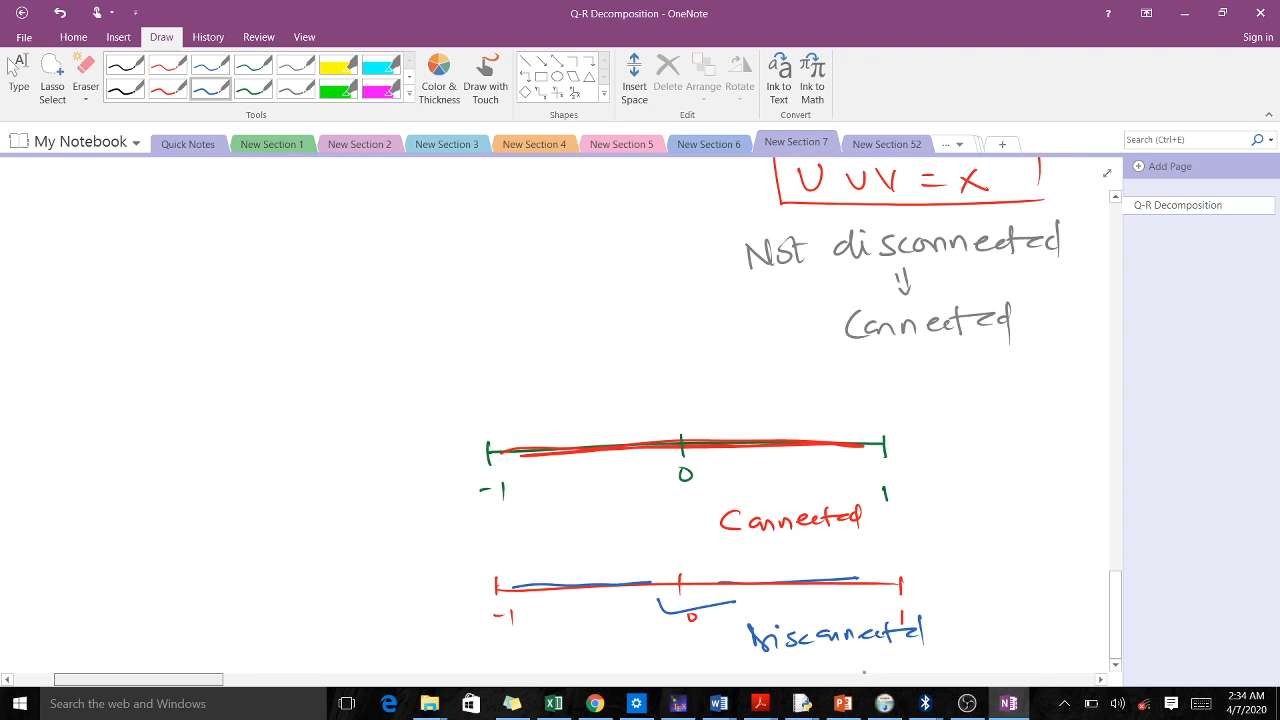 Q-R Decomposition - OneNote
File Home Insert Draw History Review View
Sign in
Type
Lasso Select
Eraser
Color & Thickness
Draw with Touch
Insert Space
Delete
Arrange
Rotate
Ink to Text
Ink to Math
Tools
Shapes
Edit
Convert
My Notebook
Quick Notes
New Section 1
New Section 2
New Section 3
New Section 4
New Section 5
New Section 6
New Section 7
New Section 52
Search (Ctrl+E)
Add Page
Q-R Decomposition
U ∪ V = X
Not disconnected
⇓
Connected
-1 0 1
Connected
-1 0 1
Disconnected
Search the web and Windows
2:34 AM
4/7/2020